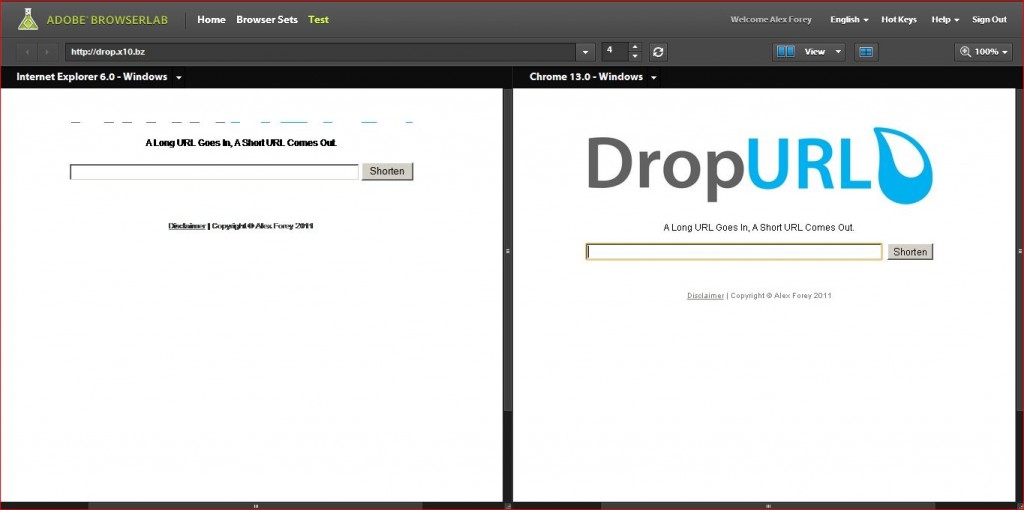 ADOBE® BROWSERLAB Home Browser Sets Test Welcome Alex Forey English Hot Keys Help Sign Out
http://drop.x10.bz 4 View 100%
Internet Explorer 6.0 - Windows
A Long URL Goes In, A Short URL Comes Out.
Shorten
Disclaimer | Copyright © Alex Forey 2011
Chrome 13.0 - Windows
DropURL
A Long URL Goes In, A Short URL Comes Out.
Shorten
Disclaimer | Copyright © Alex Forey 2011